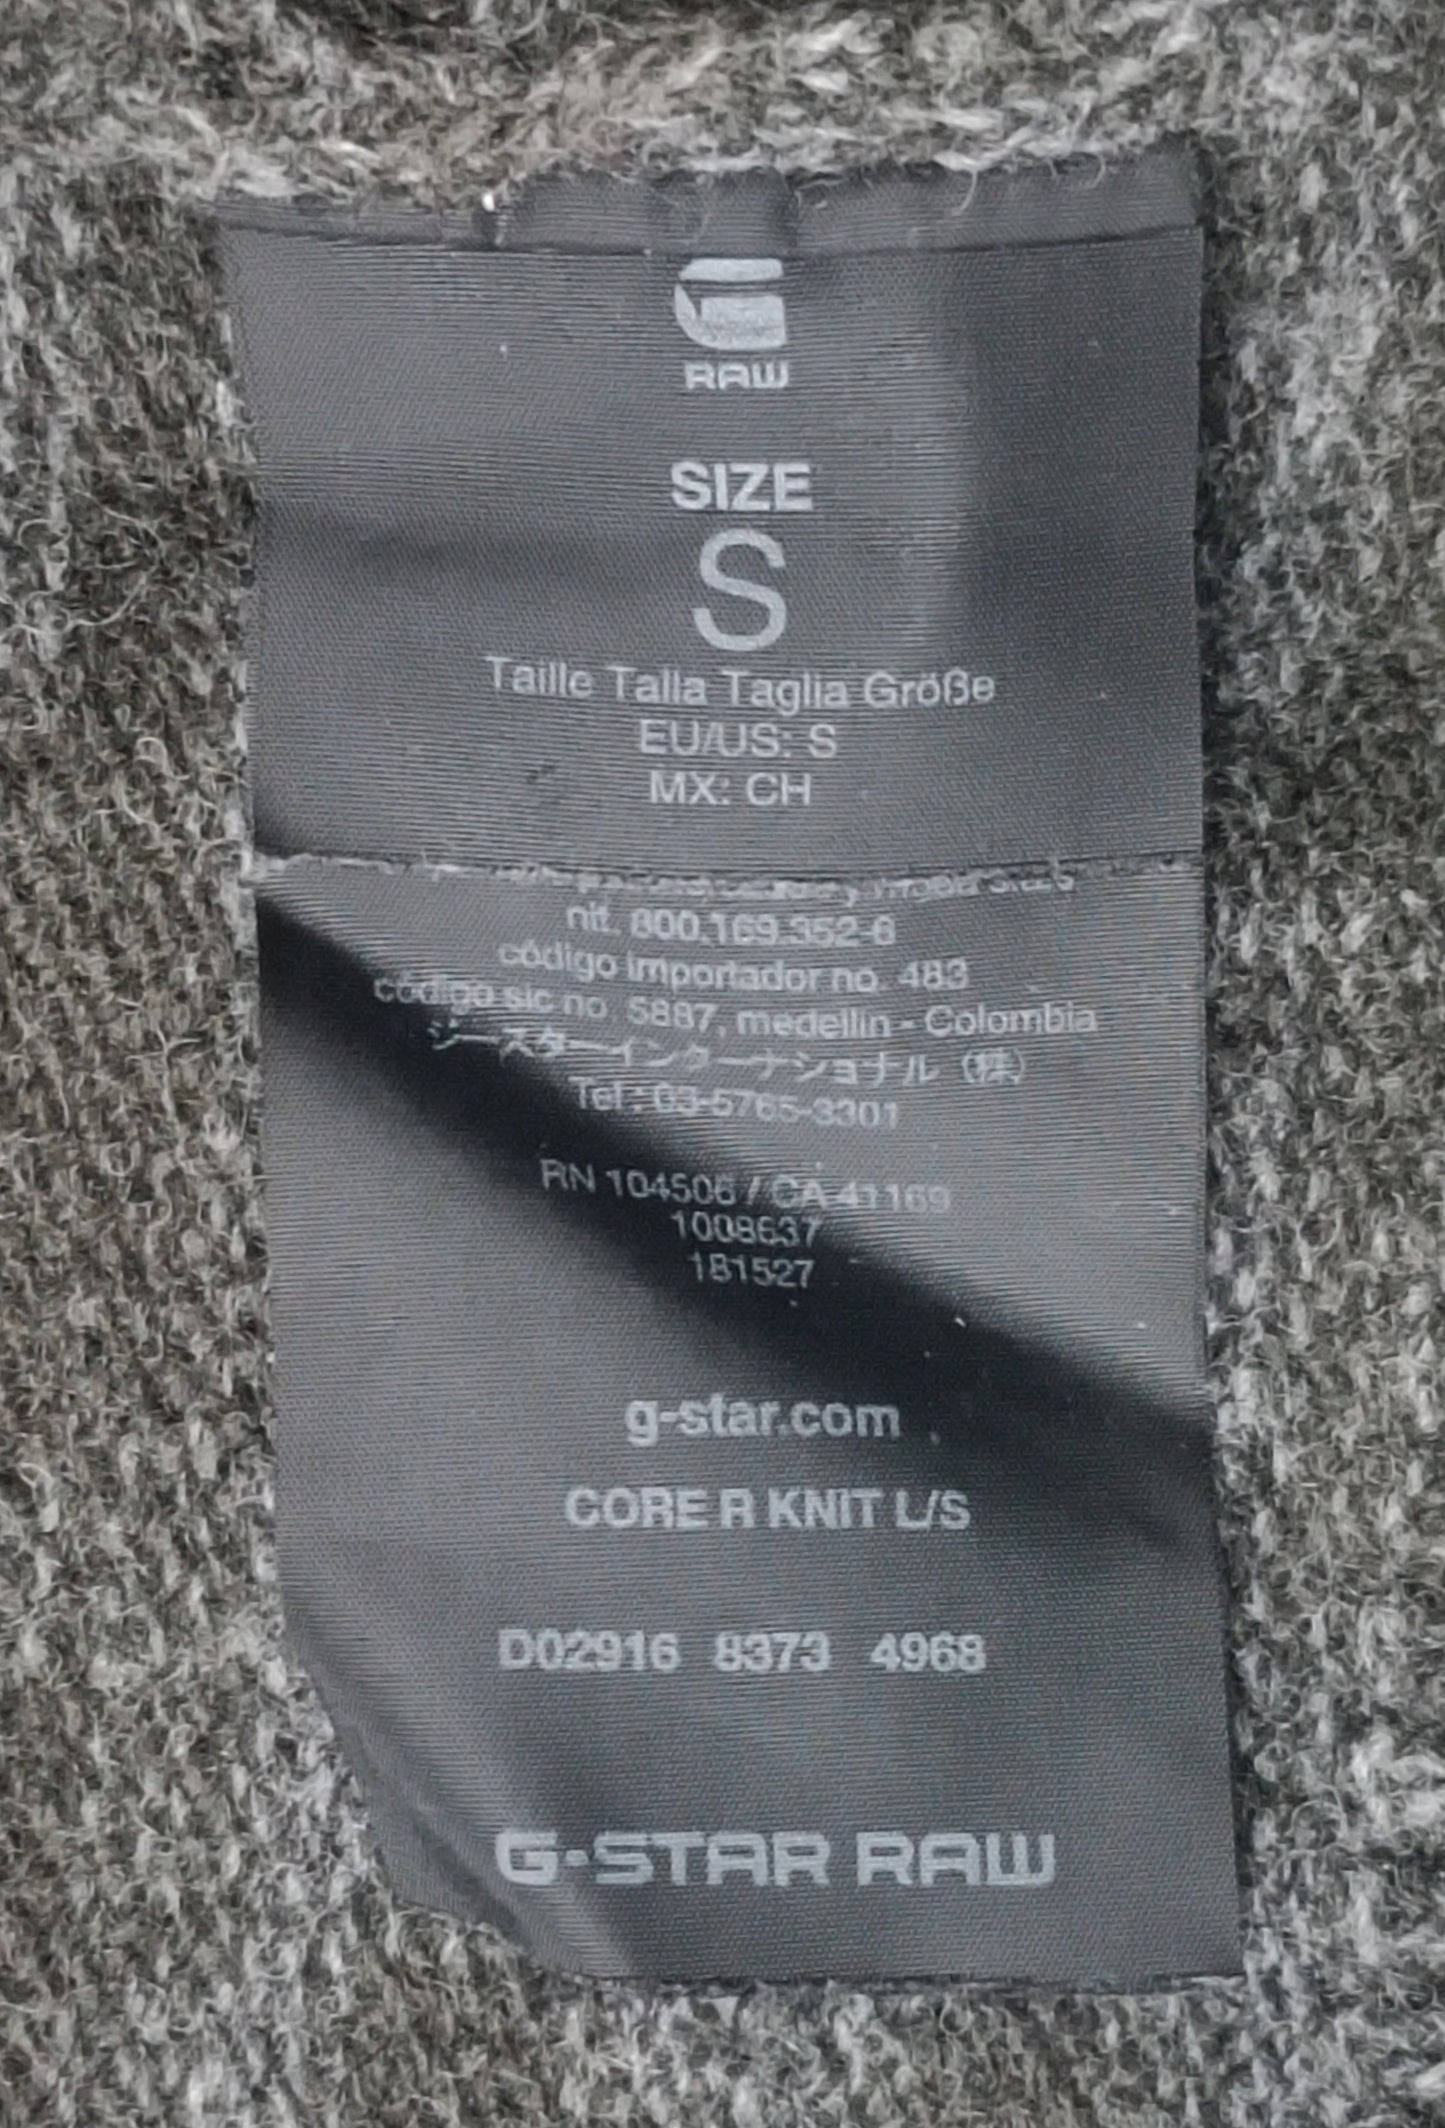 RAW
SIZE
S
Taille Talla Taglia Größe
EU/US: S
MX: CH
nit. 800.169.352-6
código importador no. 483
código sic no 5887, medellin - Colombia
ジースターインターナショナル (株)
Tel : 03-5765-3301
RN 104506 / CA 41169
1008637
181527
g-star.com
CORE R KNIT L/S
D02916 8373 4968
G-STAR RAW